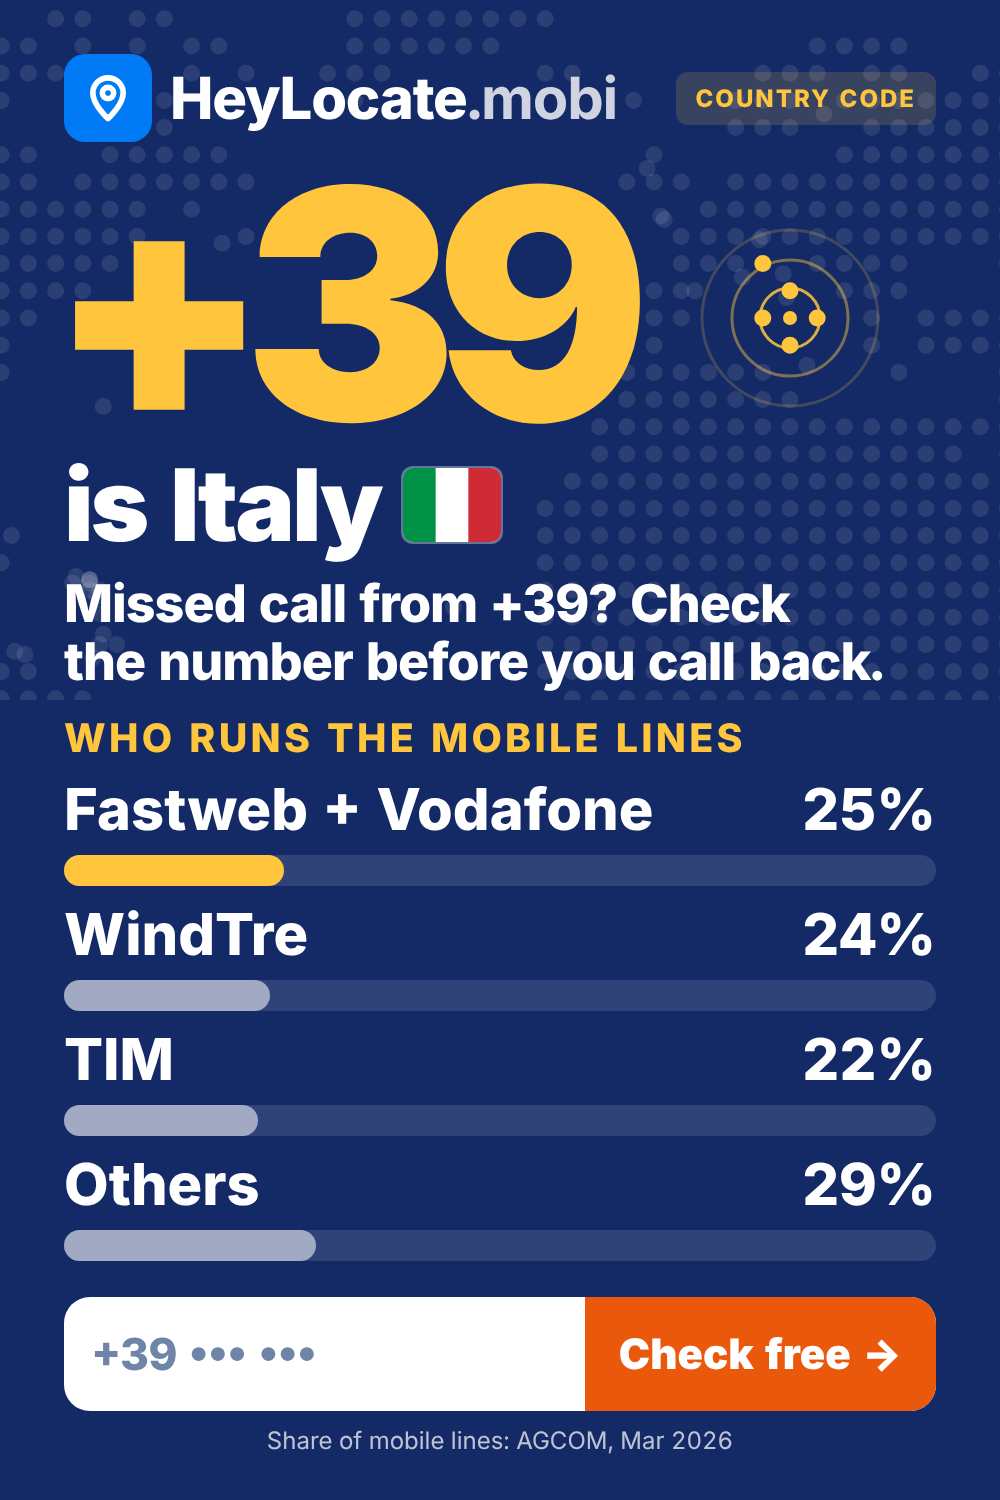 HeyLocate.mobi
COUNTRY CODE
+39
is Italy
Missed call from +39? Check
the number before you call back.
WHO RUNS THE MOBILE LINES
Fastweb + Vodafone 25%
WindTre 24%
TIM 22%
Others 29%
+39 ••• •••
Check free →
Share of mobile lines: AGCOM, Mar 2026